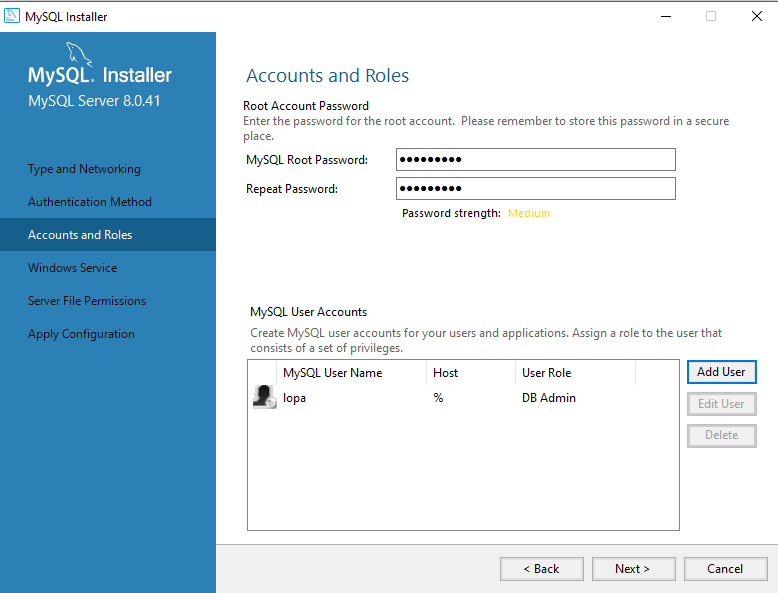 MySQL Installer
MySQL. Installer
MySQL Server 8.0.41
Type and Networking
Authentication Method
Accounts and Roles
Windows Service
Server File Permissions
Apply Configuration
Accounts and Roles
Root Account Password
Enter the password for the root account. Please remember to store this password in a secure
place.
MySQL Root Password: ●●●●●●●●●
Repeat Password: ●●●●●●●●●
Password strength: Medium
MySQL User Accounts
Create MySQL user accounts for your users and applications. Assign a role to the user that
consists of a set of privileges.
MySQL User Name Host User Role
lopa % DB Admin
Add User
Edit User
Delete
< Back Next > Cancel